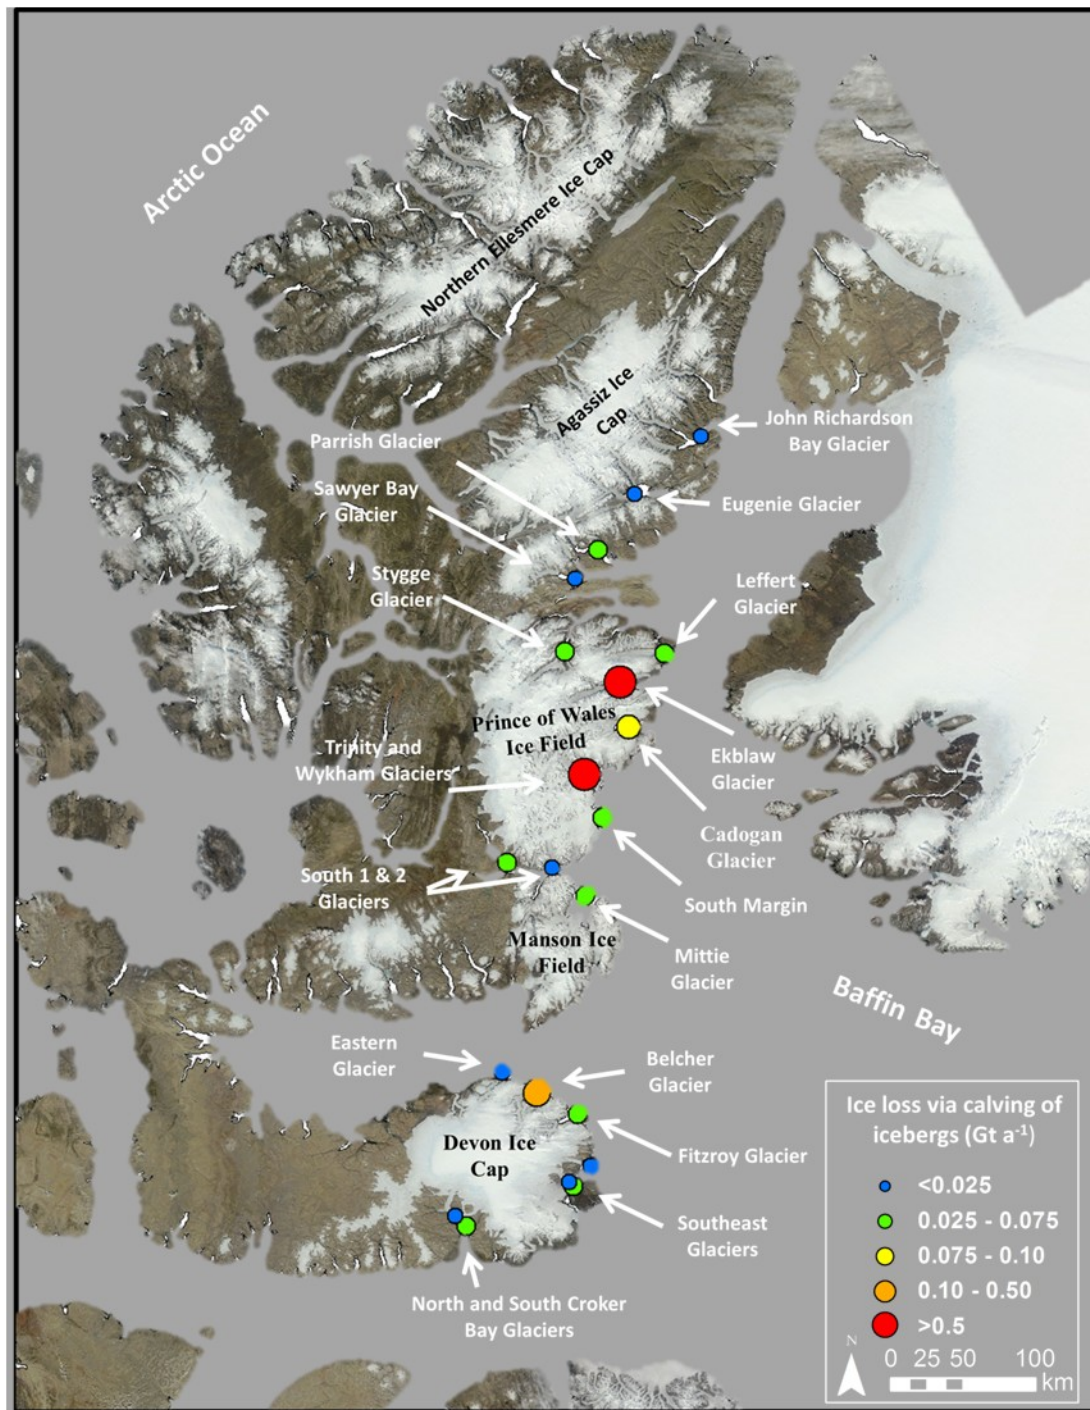 Arctic Ocean
Northern Ellesmere Ice Cap
Agassiz Ice
Cap
John Richardson
Bay Glacier
Parrish Glacier
Sawyer Bay
Glacier
Eugenie Glacier
Stygge
Glacier
Leffert
Glacier
Prince of Wales
Ice Field
Trinity and
Wykham Glaciers
Ekblaw
Glacier
Cadogan
Glacier
South 1 & 2
Glaciers
South Margin
Manson Ice
Field
Mittie
Glacier
Baffin Bay
Eastern
Glacier
Belcher
Glacier
Devon Ice
Cap
Fitzroy Glacier
Southeast
Glaciers
North and South Croker
Bay Glaciers
Ice loss via calving of
icebergs (Gt a⁻¹)
<0.025
0.025 - 0.075
0.075 - 0.10
0.10 - 0.50
>0.5
N
0 25 50 100
km